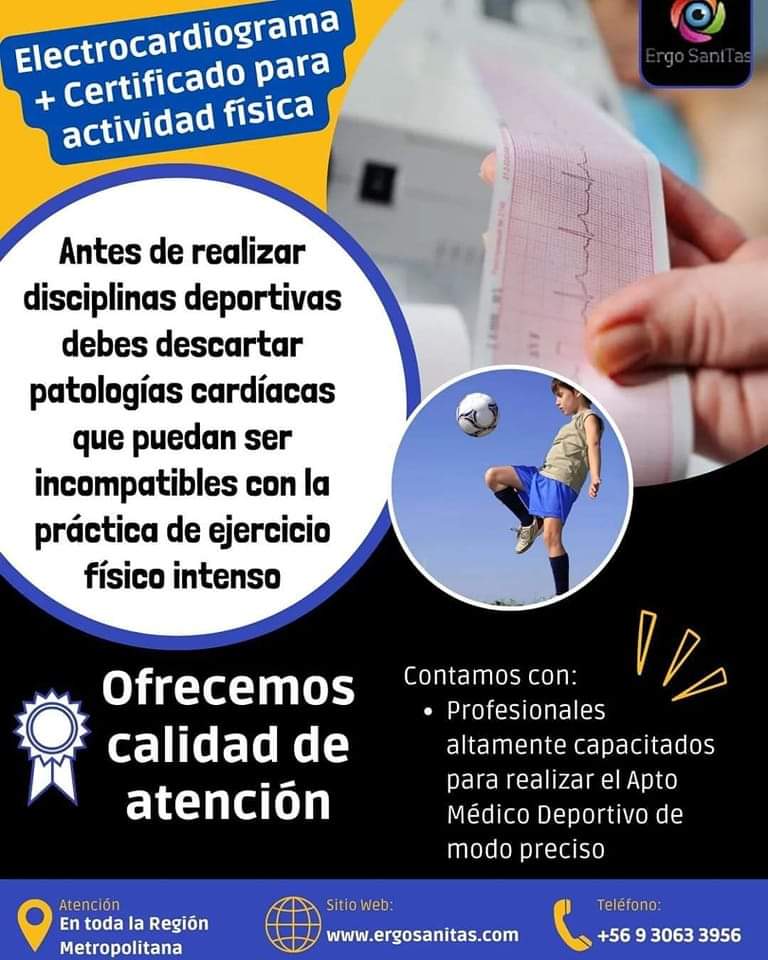 Electrocardiograma
+ Certificado para
actividad física
Ergo SaniTas
Antes de realizar
disciplinas deportivas
debes descartar
patologías cardíacas
que puedan ser
incompatibles con la
práctica de ejercicio
físico intenso
Ofrecemos
calidad de
atención
Contamos con:
• Profesionales
altamente capacitados
para realizar el Apto
Médico Deportivo de
modo preciso
Atención
En toda la Región
Metropolitana
Sitio Web:
www.ergosanitas.com
Teléfono:
+56 9 3063 3956